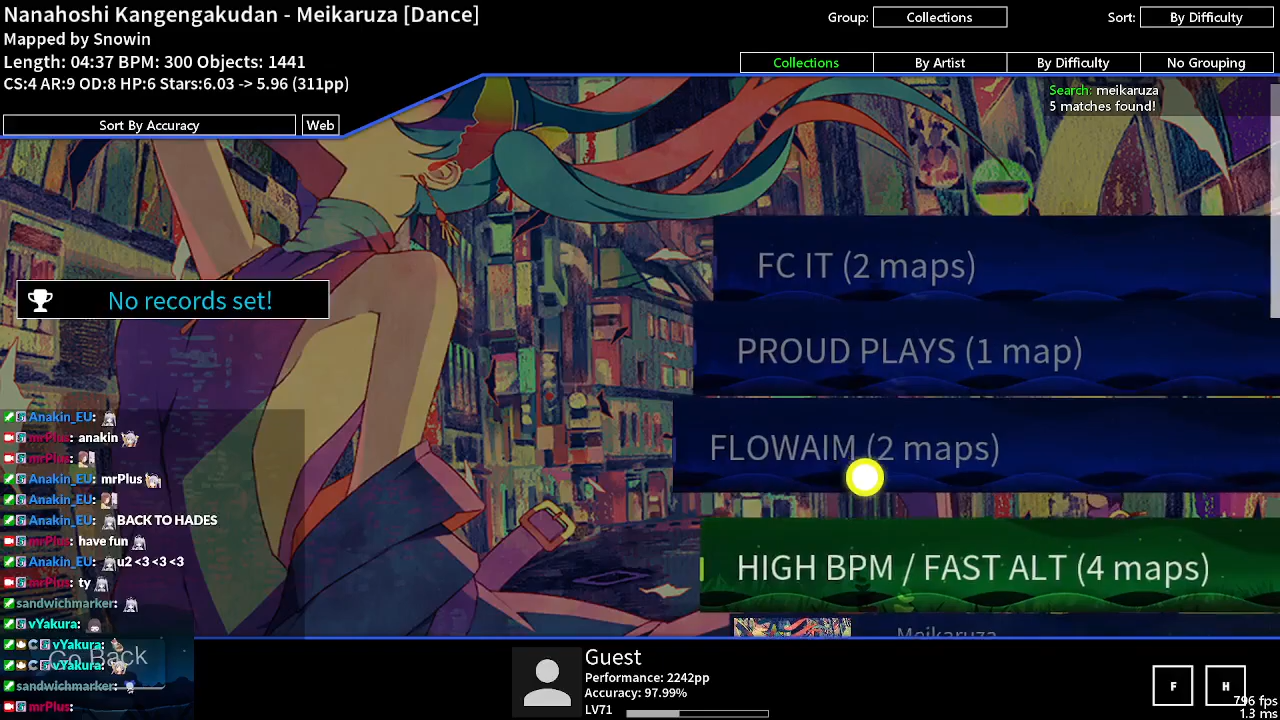 Nanahoshi Kangengakudan - Meikaruza [Dance]
Mapped by Snowin
Length: 04:37 BPM: 300 Objects: 1441
CS:4 AR:9 OD:8 HP:6 Stars:6.03 -> 5.96 (311pp)
Sort By Accuracy
Web
Group:
Collections
Sort:
By Difficulty
Collections
By Artist
By Difficulty
No Grouping
Search: meikaruza
5 matches found!
No records set!
FC IT (2 maps)
PROUD PLAYS (1 map)
FLOWAIM (2 maps)
HIGH BPM / FAST ALT (4 maps)
Meikaruza
Anakin_EU:
mrPlus: anakin
mrPlus:
Anakin_EU: mrPlus
Anakin_EU:
Anakin_EU: BACK TO HADES
mrPlus: have fun
Anakin_EU: u2 <3 <3 <3
mrPlus: ty
sandwichmarker:
vYakura:
vYakura:
vYakura:
sandwichmarker:
mrPlus:
Go Back
Guest
Performance: 2242pp
Accuracy: 97.99%
LV71
F
H
796 fps
1.3 ms